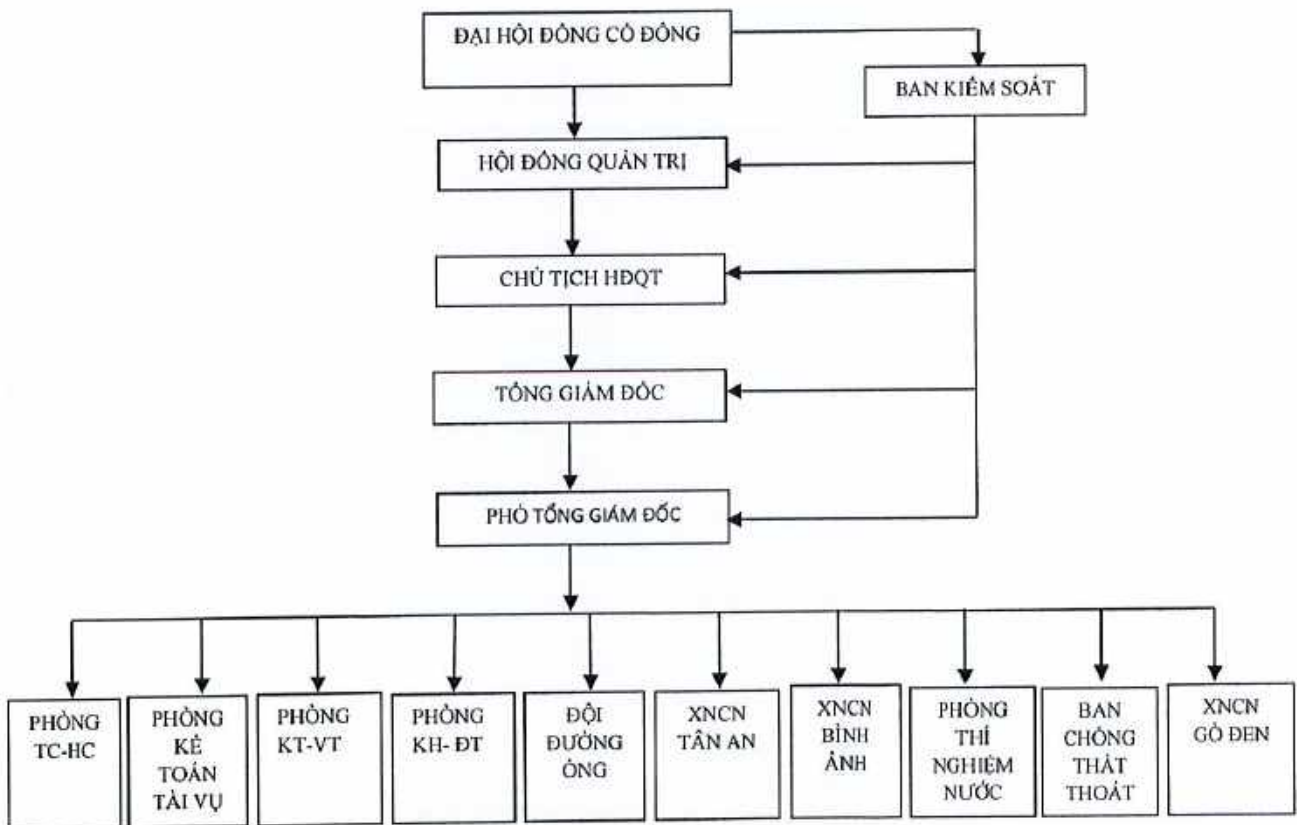 ĐẠI HỘI ĐỒNG CỔ ĐÔNG
BAN KIỂM SOÁT
HỘI ĐỒNG QUẢN TRỊ
CHỦ TỊCH HĐQT
TỔNG GIÁM ĐỐC
PHÓ TỔNG GIÁM ĐỐC
PHÒNG
TC-HC
PHÒNG
KẾ
TOÁN
TÀI VỤ
PHÒNG
KT-VT
PHÒNG
KH- ĐT
ĐỘI
ĐƯỜNG
ỐNG
XNCN
TÂN AN
XNCN
BÌNH
ẢNH
PHÒNG
THÍ
NGHIỆM
NƯỚC
BAN
CHỐNG
THẤT
THOÁT
XNCN
GÒ ĐEN